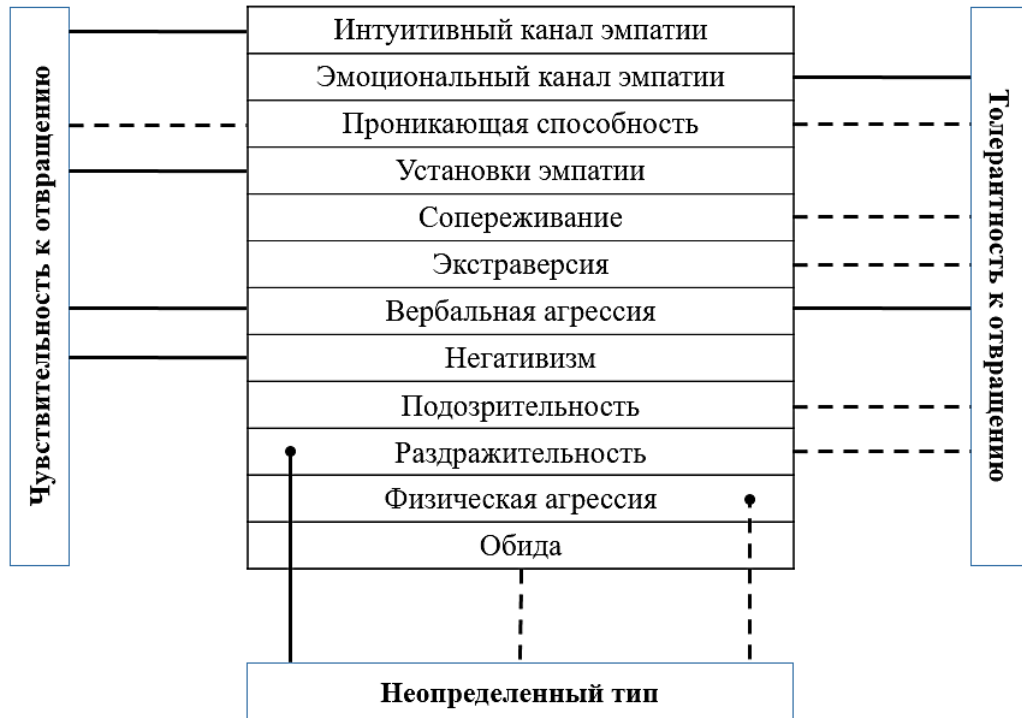 Чувствительность к отвращению
Интуитивный канал эмпатии
Эмоциональный канал эмпатии
Проникающая способность
Установки эмпатии
Сопереживание
Экстраверсия
Вербальная агрессия
Негативизм
Подозрительность
Раздражительность
Физическая агрессия
Обида
Толерантность к отвращению
Неопределенный тип